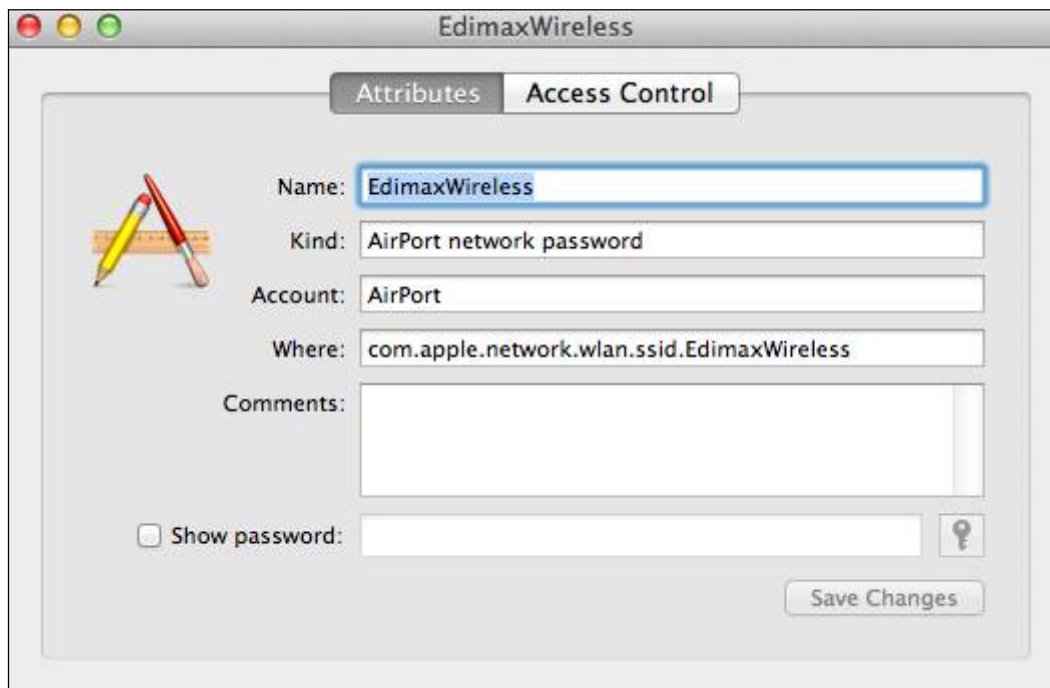 EdimaxWireless
Attributes Access Control
Name: EdimaxWireless
Kind: AirPort network password
Account: AirPort
Where: com.apple.network.wlan.ssid.EdimaxWireless
Comments:
Show password:
Save Changes